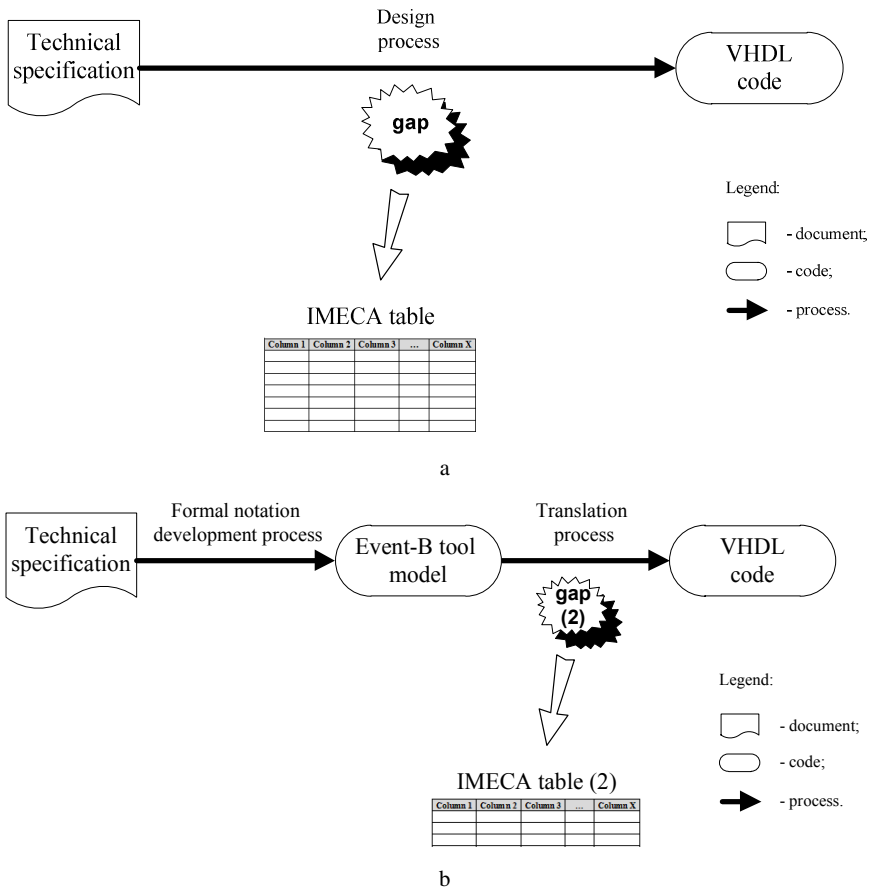 Design
process
Technical
specification
VHDL
code
gap
Legend:
- document;
- code;
- process.
IMECA table
Column 1 Column 2 Column 3 ... Column X
a
Formal notation
development process
Translation
process
Technical
specification
Event-B tool
model
VHDL
code
gap
(2)
Legend:
- document;
- code;
- process.
IMECA table (2)
Column 1 Column 2 Column 3 ... Column X
b